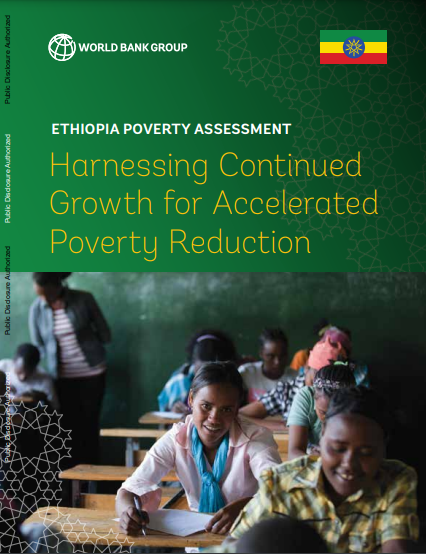 WORLD BANK GROUP
ETHIOPIA POVERTY ASSESSMENT
Harnessing Continued
Growth for Accelerated
Poverty Reduction
Public Disclosure Authorized
Public Disclosure Authorized
Public Disclosure Authorized
Public Disclosure Authorized